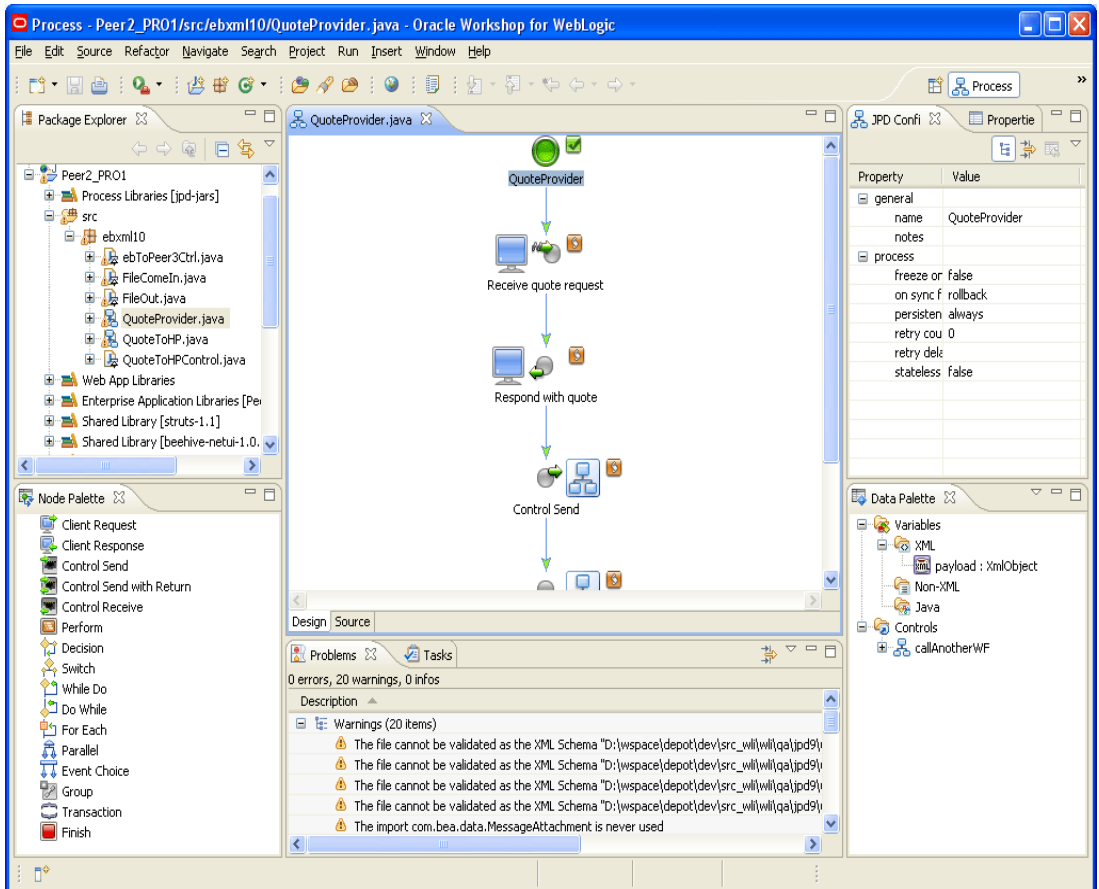 Process - Peer2_PRO1/src/ebxml10/QuoteProvider.java - Oracle Workshop for WebLogic
File Edit Source Refactor Navigate Search Project Run Insert Window Help
Process
»
Package Explorer
Peer2_PRO1
Process Libraries [jpd-jars]
src
ebxml10
ebToPeer3Ctrl.java
FileComeIn.java
FileOut.java
QuoteProvider.java
QuoteToHP.java
QuoteToHPControl.java
Web App Libraries
Enterprise Application Libraries [Pe
Shared Library [struts-1.1]
Shared Library [beehive-netui-1.0.
Node Palette
Client Request
Client Response
Control Send
Control Send with Return
Control Receive
Perform
Decision
Switch
While Do
Do While
For Each
Parallel
Event Choice
Group
Transaction
Finish
QuoteProvider.java
QuoteProvider
Receive quote request
Respond with quote
Control Send
Design Source
Problems Tasks
0 errors, 20 warnings, 0 infos
Description
Warnings (20 items)
The file cannot be validated as the XML Schema "D:\wspace\depot\dev\src_wli\wli\qa\jpd9\
The file cannot be validated as the XML Schema "D:\wspace\depot\dev\src_wli\wli\qa\jpd9\
The file cannot be validated as the XML Schema "D:\wspace\depot\dev\src_wli\wli\qa\jpd9\
The file cannot be validated as the XML Schema "D:\wspace\depot\dev\src_wli\wli\qa\jpd9\
The import com.bea.data.MessageAttachment is never used
JPD Confi Propertie
Property Value
general
name QuoteProvider
notes
process
freeze or false
on sync f rollback
persisten always
retry cou 0
retry dela
stateless false
Data Palette
Variables
XML
payload : XmlObject
Non-XML
Java
Controls
callAnotherWF